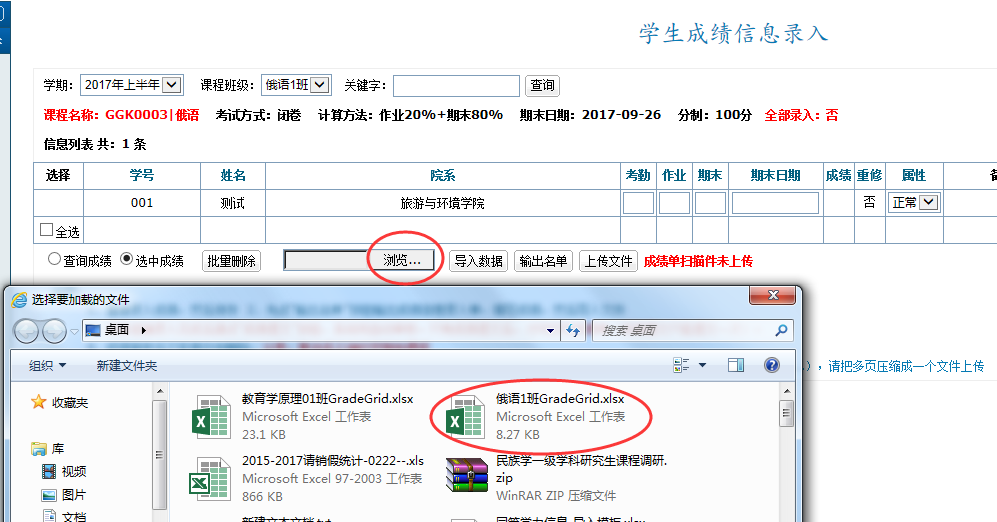 学生成绩信息录入
学期： 2017年上半年 课程班级： 俄语1班 关键字： 查询
课程名称：GGK0003|俄语 考试方式：闭卷 计算方法：作业20%+期末80% 期末日期：2017-09-26 分制：100分 全部录入：否
信息列表 共：1 条
选择 学号 姓名 院系 考勤 作业 期末 期末日期 成绩 重修 属性
001 测试 旅游与环境学院 否 正常
全选
查询成绩 选中成绩 批量删除 浏览... 导入数据 输出名单 上传文件 成绩单扫描件未上传
选择要加载的文件
桌面 搜索 桌面
），请把多页压缩成一个文件上传
组织 新建文件夹
收藏夹
库
视频
图片
文档
教育学原理01班GradeGrid.xlsx
Microsoft Excel 工作表
23.1 KB
俄语1班GradeGrid.xlsx
Microsoft Excel 工作表
8.27 KB
2015-2017请销假统计-0222--.xls
Microsoft Excel 97-2003 工作表
866 KB
民族学一级学科研究生课程调研.
zip
WinRAR ZIP 压缩文件